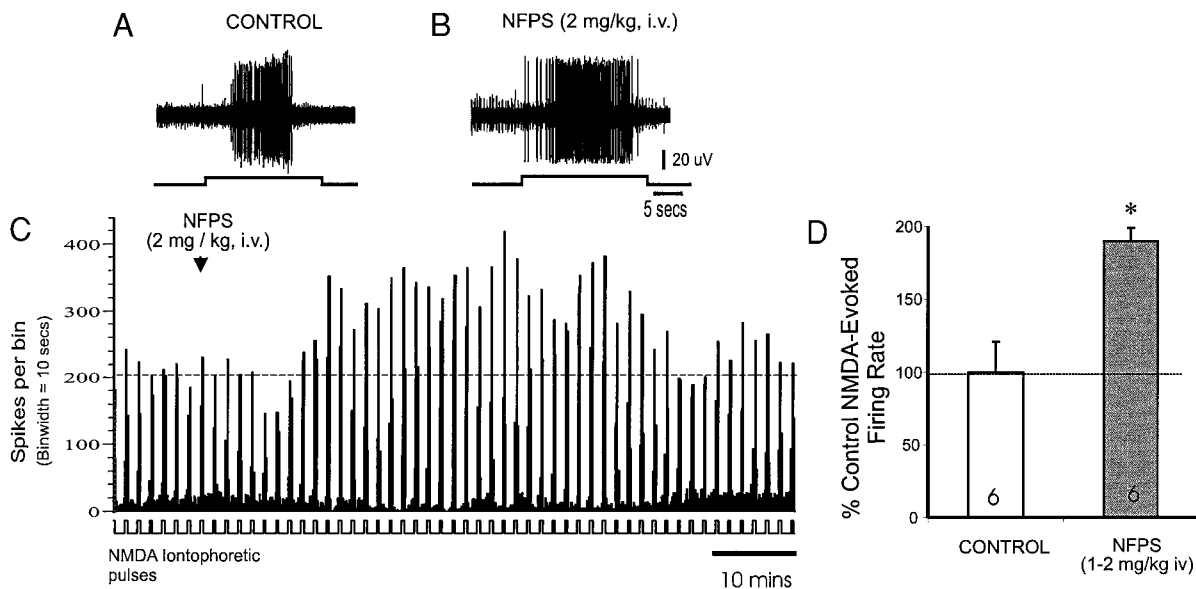 A
CONTROL
B
NFPS (2 mg/kg, i.v.)
20 uV
5 secs
C
NFPS
(2 mg / kg, i.v.)
Spikes per bin
(Binwidth = 10 secs)
400
300
200
100
0
NMDA Iontophoretic
pulses
10 mins
D
*
% Control NMDA-Evoked
Firing Rate
200
150
100
50
0
6
6
CONTROL
NFPS
(1-2 mg/kg iv)